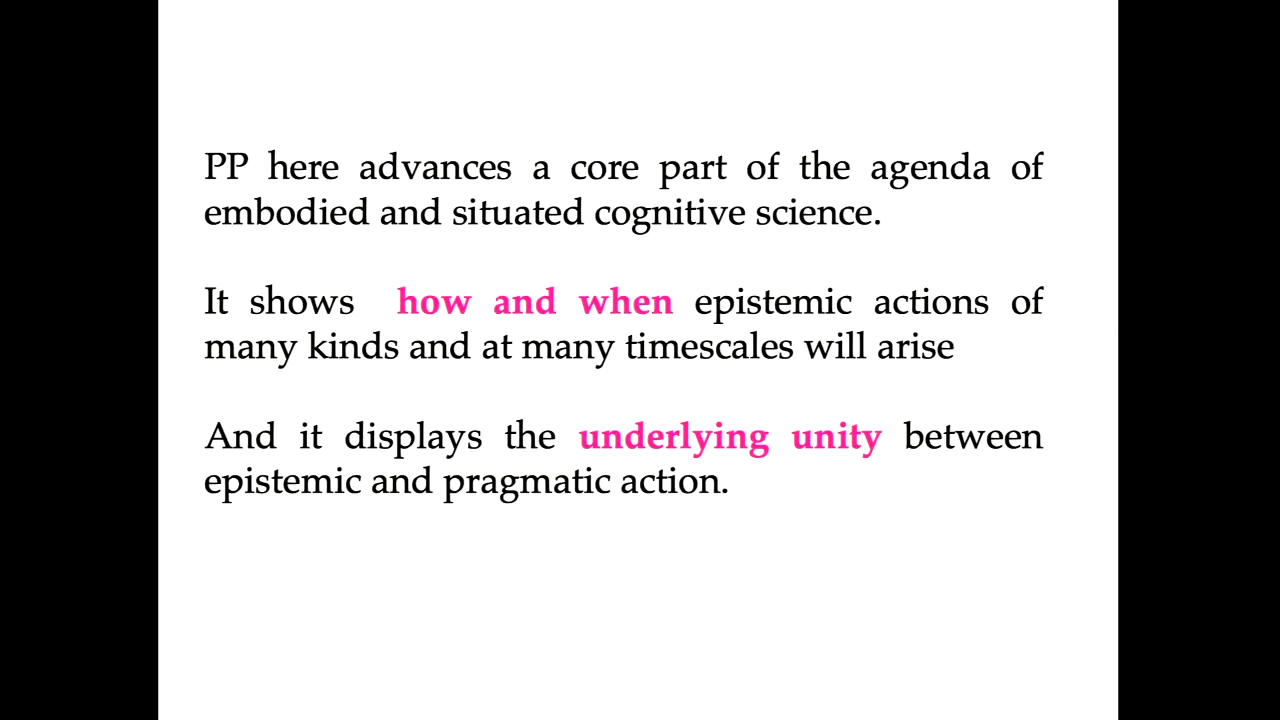 PP here advances a core part of the agenda of
embodied and situated cognitive science.
It shows how and when epistemic actions of
many kinds and at many timescales will arise
And it displays the underlying unity between
epistemic and pragmatic action.